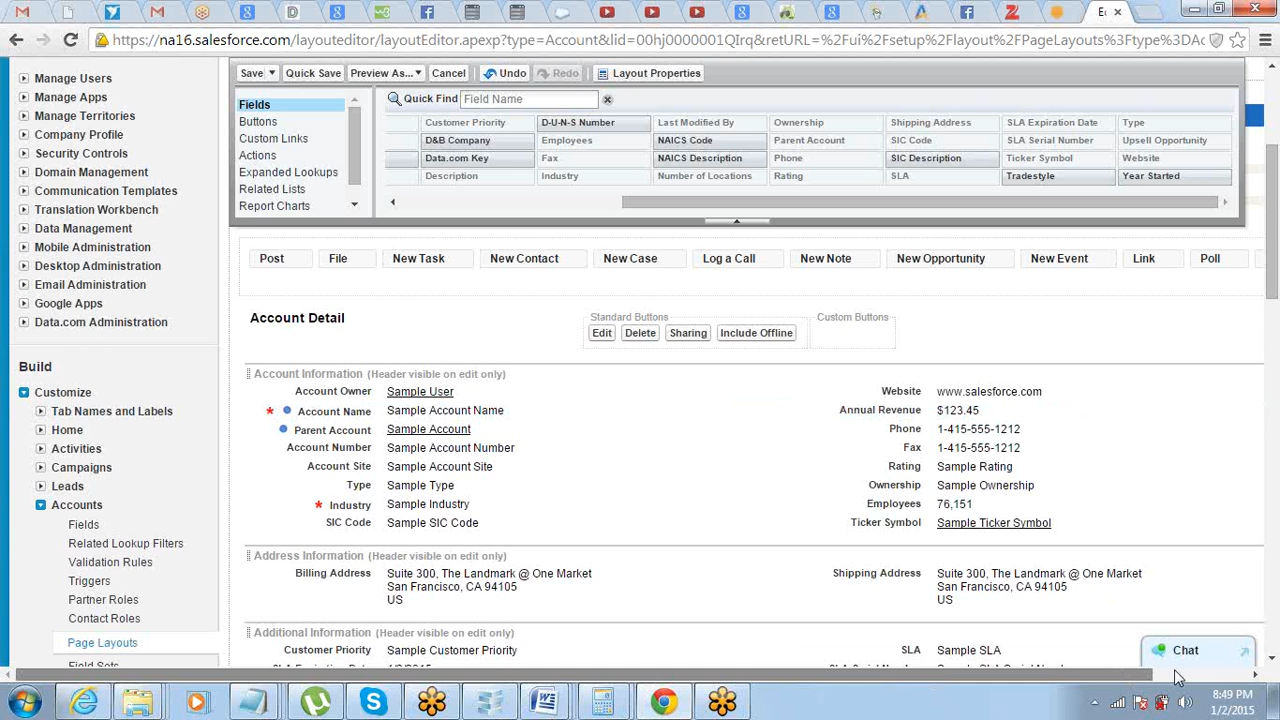 Ec
https://na16.salesforce.com/layouteditor/layoutEditor.apexp?type=Account&lid=00hj0000001QIrq&retURL=%2Fui%2Fsetup%2Flayout%2FPageLayouts%3Ftype%3DAc
Manage Users
Manage Apps
Manage Territories
Company Profile
Security Controls
Domain Management
Communication Templates
Translation Workbench
Data Management
Mobile Administration
Desktop Administration
Email Administration
Google Apps
Data.com Administration
Build
Customize
Tab Names and Labels
Home
Activities
Campaigns
Leads
Accounts
Fields
Related Lookup Filters
Validation Rules
Triggers
Partner Roles
Contact Roles
Page Layouts
Field Sets
Save Quick Save Preview As... Cancel Undo Redo Layout Properties
Fields
Buttons
Custom Links
Actions
Expanded Lookups
Related Lists
Report Charts
Quick Find Field Name
Customer Priority D-U-N-S Number Last Modified By Ownership Shipping Address SLA Expiration Date Type
D&B Company Employees NAICS Code Parent Account SIC Code SLA Serial Number Upsell Opportunity
Data.com Key Fax NAICS Description Phone SIC Description Ticker Symbol Website
Description Industry Number of Locations Rating SLA Tradestyle Year Started
Post File New Task New Contact New Case Log a Call New Note New Opportunity New Event Link Poll
Account Detail
Standard Buttons Custom Buttons
Edit Delete Sharing Include Offline
Account Information (Header visible on edit only)
Account Owner Sample User Website www.salesforce.com
* Account Name Sample Account Name Annual Revenue $123.45
Parent Account Sample Account Phone 1-415-555-1212
Account Number Sample Account Number Fax 1-415-555-1212
Account Site Sample Account Site Rating Sample Rating
Type Sample Type Ownership Sample Ownership
* Industry Sample Industry Employees 76,151
SIC Code Sample SIC Code Ticker Symbol Sample Ticker Symbol
Address Information (Header visible on edit only)
Billing Address Suite 300, The Landmark @ One Market Shipping Address Suite 300, The Landmark @ One Market
San Francisco, CA 94105 San Francisco, CA 94105
US US
Additional Information (Header visible on edit only)
Customer Priority Sample Customer Priority SLA Sample SLA
Chat
8:49 PM
1/2/2015